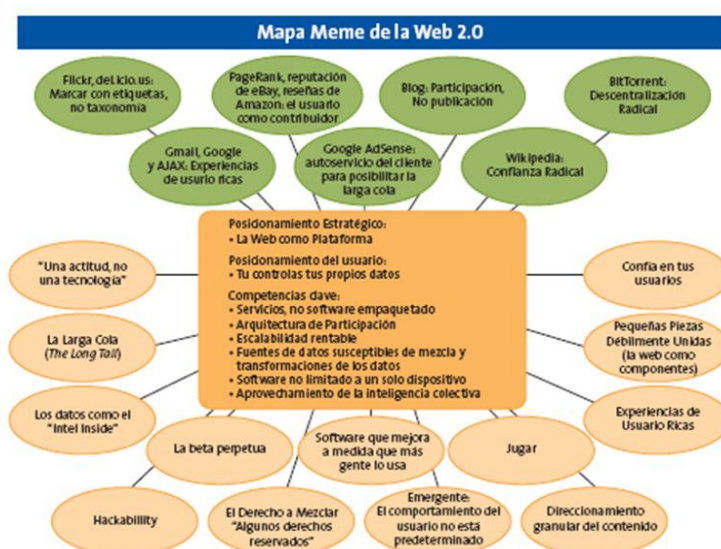 Mapa Meme de la Web 2.0
Flickr, del.icio.us:
Marcar con etiquetas,
no taxonomía
PageRank, reputación
de eBay, reseñas de
Amazon: el usuario
como contribuidor
Blog: Participación,
No publicación
BitTorrent:
Descentralización
Radical
Gmail, Google
y AJAX: Experiencias
de usurio ricas
Google AdSense:
autoservicio del cliente
para posibilitar la
larga cola
Wikipedia:
Confianza Radical
Posicionamiento Estratégico:
• La Web como Plataforma
Posicionamiento del usuario:
• Tu controlas tus propios datos
Competencias clave:
• Servicios, no software empaquetado
• Arquitectura de Participación
• Escalabilidad rentable
• Fuentes de datos susceptibles de mezcla y
transformaciones de los datos
• Software no limitado a un solo dispositivo
• Aprovechamiento de la inteligencia colectiva
"Una actitud, no
una tecnología"
La Larga Cola
(The Long Tail)
Los datos como el
"Intel Inside"
Confía en tus
usuarios
Pequeñas Piezas
Débilmente Unidas
(la web como
componentes)
Experiencias de
Usuario Ricas
La beta perpetua
Software que mejora
a medida que más
gente lo usa
Jugar
Hackability
El Derecho a Mezclar
"Algunos derechos
reservados"
Emergente:
El comportamiento del
usuario no está
predeterminado
Direccionamiento
granular del contenido